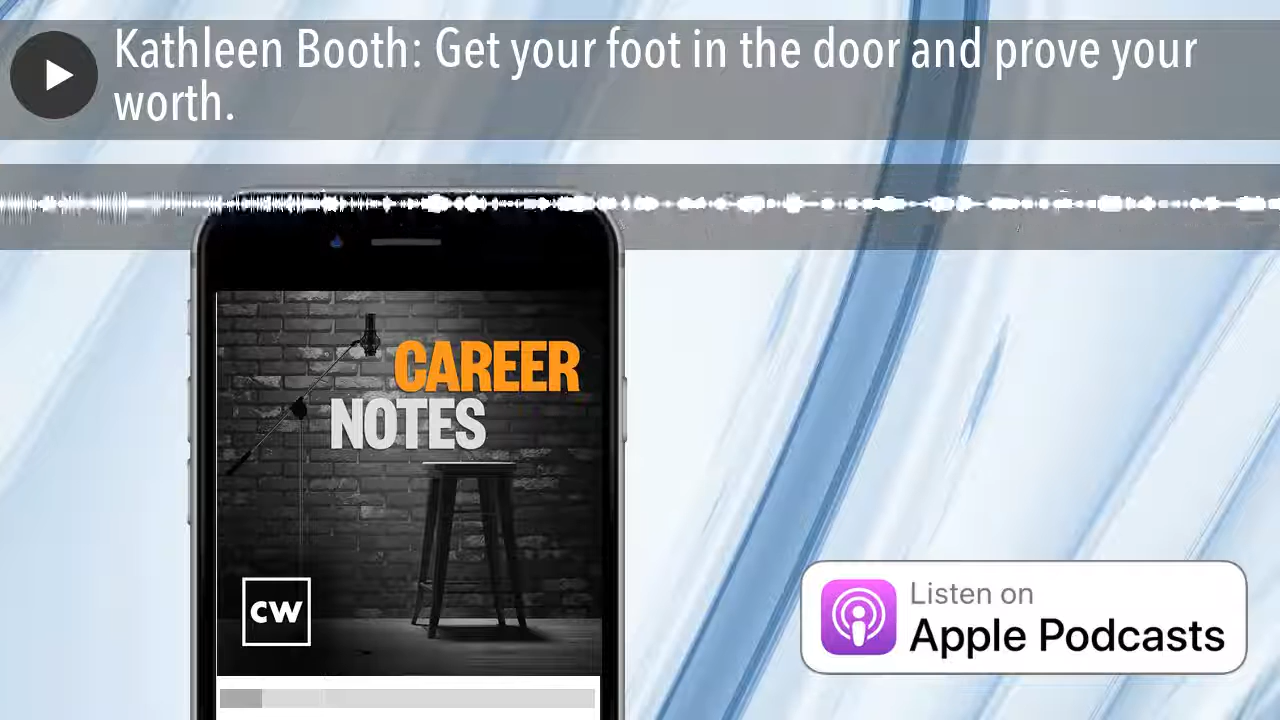 Kathleen Booth: Get your foot in the door and prove your
worth.
CAREER
NOTES
CW
Listen on
Apple Podcasts